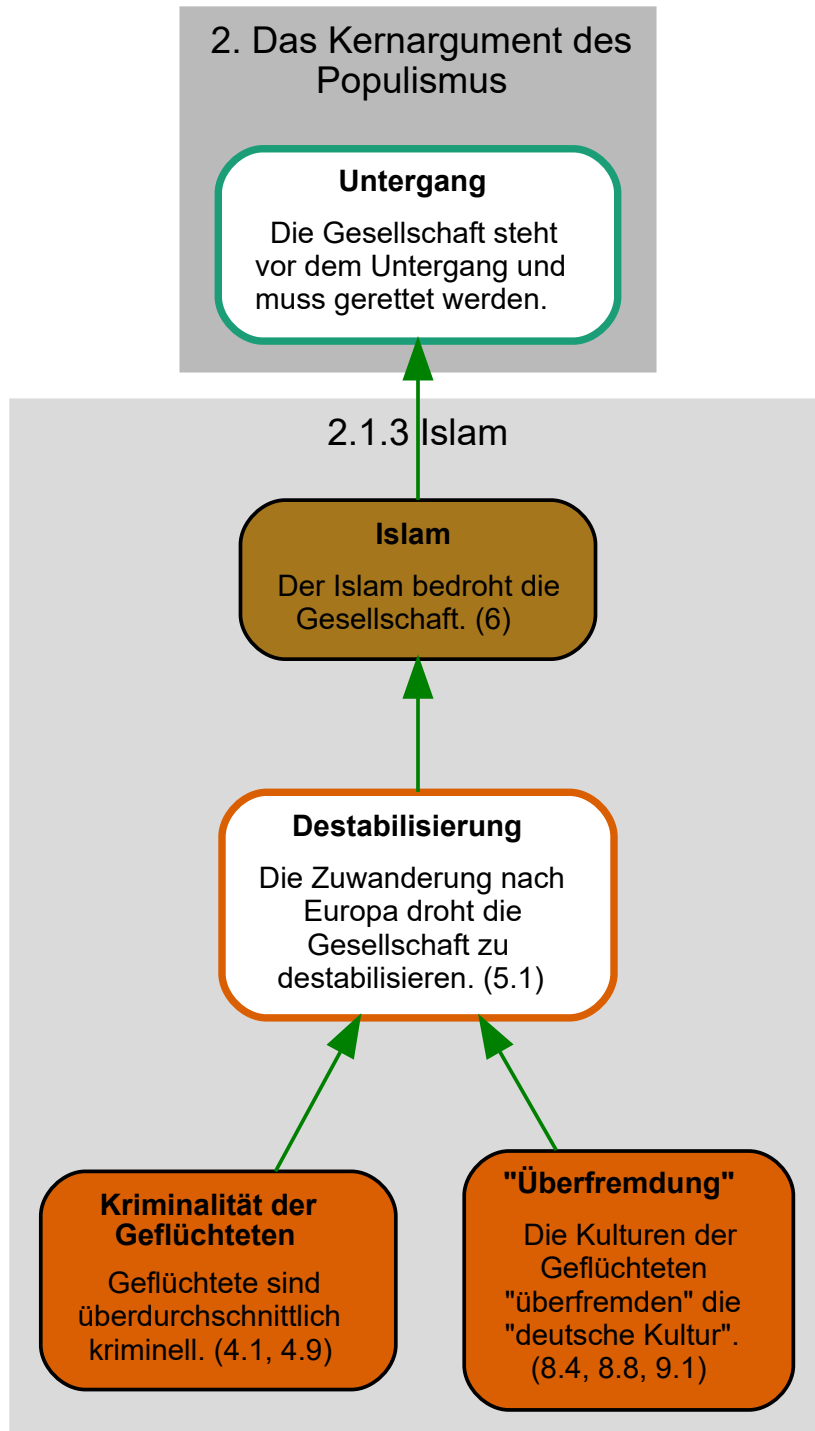 2. Das Kernargument des
Populismus
Untergang
Die Gesellschaft steht
vor dem Untergang und
muss gerettet werden.
2.1.3 Islam
Islam
Der Islam bedroht die
Gesellschaft. (6)
Destabilisierung
Die Zuwanderung nach
Europa droht die
Gesellschaft zu
destabilisieren. (5.1)
Kriminalität der
Geflüchteten
Geflüchtete sind
überdurchschnittlich
kriminell. (4.1, 4.9)
"Überfremdung"
Die Kulturen der
Geflüchteten
"überfremden" die
"deutsche Kultur".
(8.4, 8.8, 9.1)